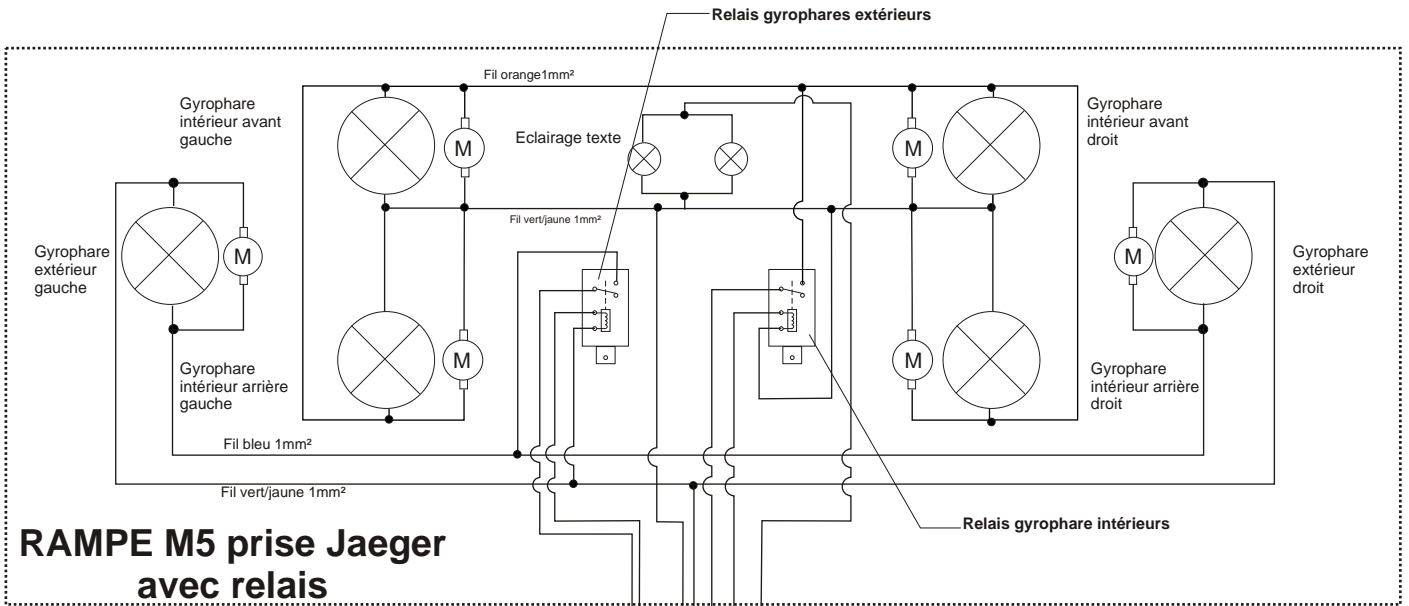 Relais gyrophares extérieurs
Fil orange1mm²
Gyrophare
intérieur avant
gauche
Eclairage texte
Gyrophare
intérieur avant
droit
M
M
Fil vert/jaune 1mm²
Gyrophare
extérieur
gauche
M
M
Gyrophare
extérieur
droit
Gyrophare
intérieur arrière
gauche
M
M
Gyrophare
intérieur arrière
droit
Fil bleu 1mm²
Fil vert/jaune 1mm²
Relais gyrophare intérieurs
RAMPE M5 prise Jaeger
avec relais